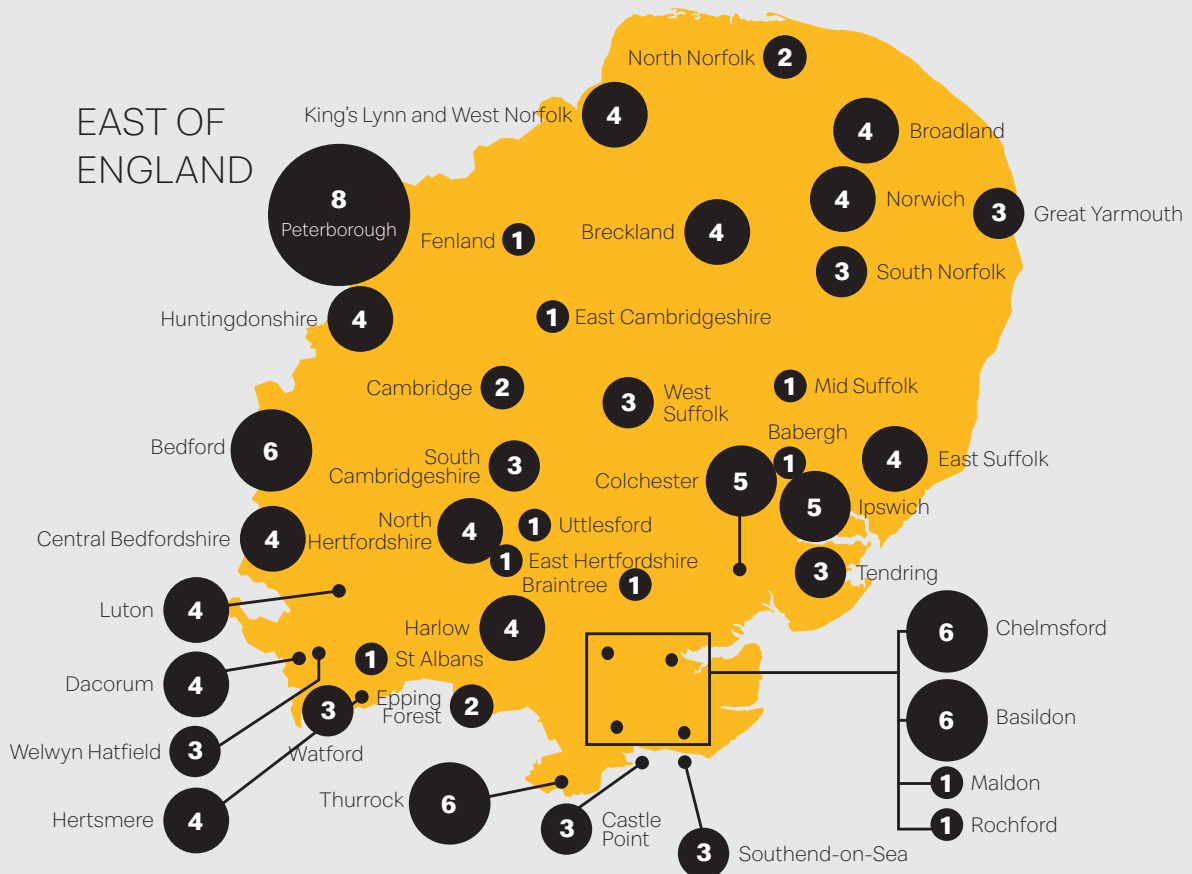 EAST OF
ENGLAND
2
North Norfolk
King's Lynn and West Norfolk
4
4
Broadland
8
Peterborough
4
Norwich
3
Great Yarmouth
Fenland
1
Breckland
4
3
South Norfolk
Huntingdonshire
4
1
East Cambridgeshire
Cambridge
2
3
West
Suffolk
1
Mid Suffolk
Babergh
1
Bedford
6
South
Cambridgeshire
3
Colchester
5
4
East Suffolk
5
Ipswich
Central Bedfordshire
4
North
Hertfordshire
4
1
Uttlesford
1
East Hertfordshire
Braintree
1
3
Tendring
Luton
4
Harlow
4
6
Chelmsford
Dacorum
4
1
St Albans
Epping
Forest
2
3
Watford
6
Basildon
Welwyn Hatfield
3
Thurrock
6
1
Maldon
Hertsmere
4
3
Castle
Point
1
Rochford
3
Southend-on-Sea